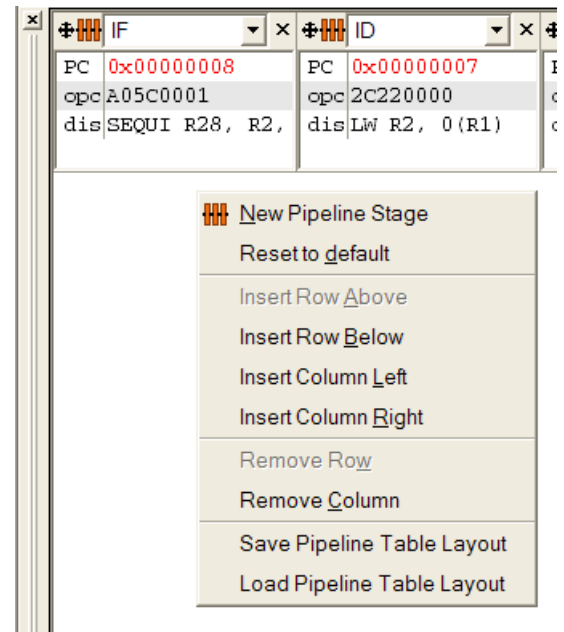 IF ID
PC 0x00000008 PC 0x00000007
opc A05C0001 opc 2C220000
dis SEQUI R28, R2, dis LW R2, 0(R1)
New Pipeline Stage
Reset to default
Insert Row Above
Insert Row Below
Insert Column Left
Insert Column Right
Remove Row
Remove Column
Save Pipeline Table Layout
Load Pipeline Table Layout